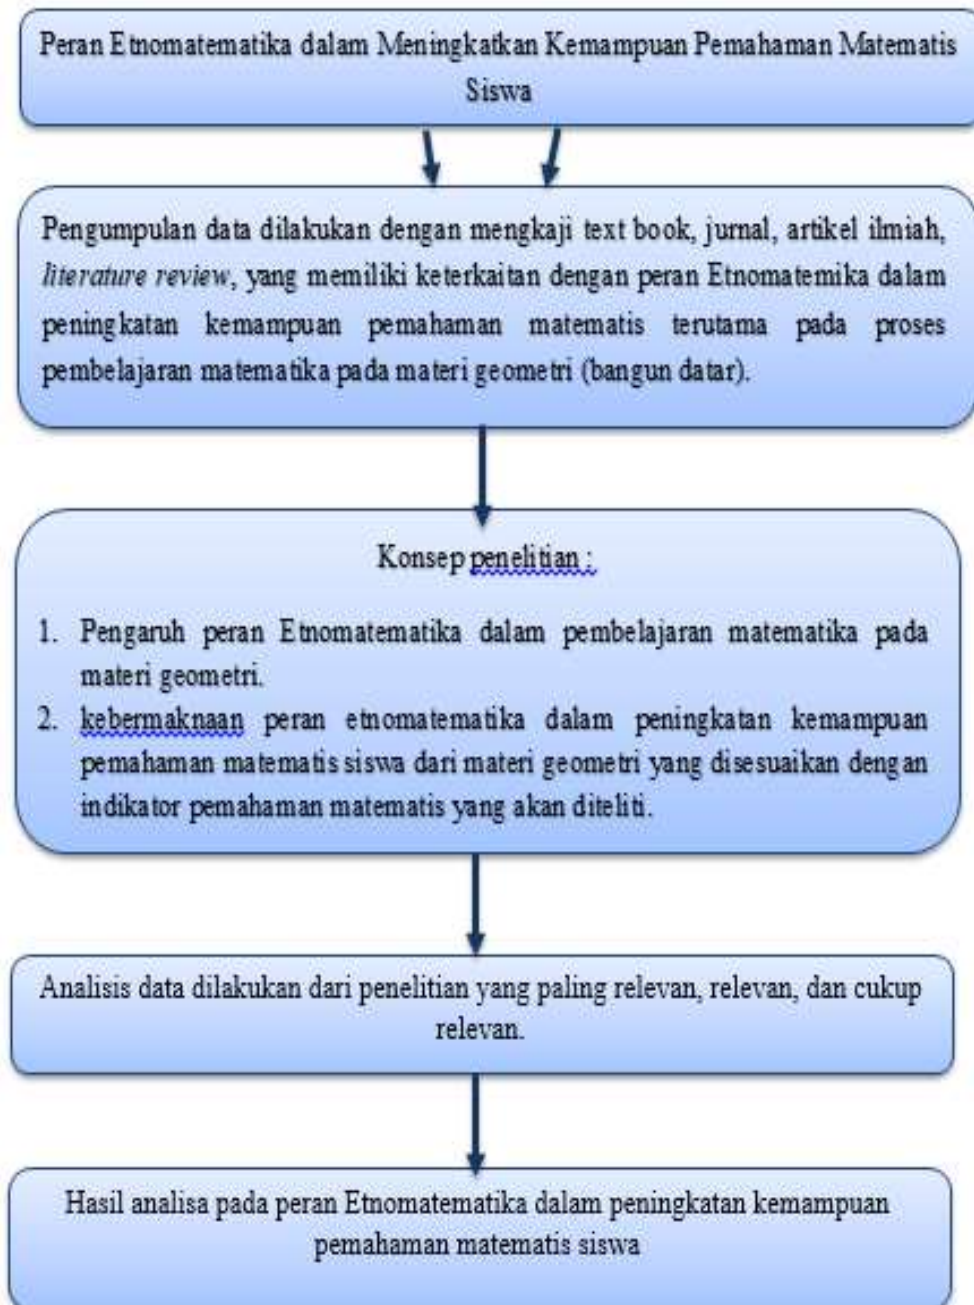 Peran Etnomatematika dalam Meningkatkan Kemampuan Pemahaman Matematis
Siswa
Pengumpulan data dilakukan dengan mengkaji text book, jurnal, artikel ilmiah,
literature review, yang memiliki keterkaitan dengan peran Etnomatemika dalam
peningkatan kemampuan pemahaman matematis terutama pada proses
pembelajaran matematika pada materi geometri (bangun datar).
Konsep penelitian :
1. Pengaruh peran Etnomatematika dalam pembelajaran matematika pada
materi geometri.
2. kebermaknaan peran etnomatematika dalam peningkatan kemampuan
pemahaman matematis siswa dari materi geometri yang disesuaikan dengan
indikator pemahaman matematis yang akan diteliti.
Analisis data dilakukan dari penelitian yang paling relevan, relevan, dan cukup
relevan.
Hasil analisa pada peran Etnomatematika dalam peningkatan kemampuan
pemahaman matematis siswa